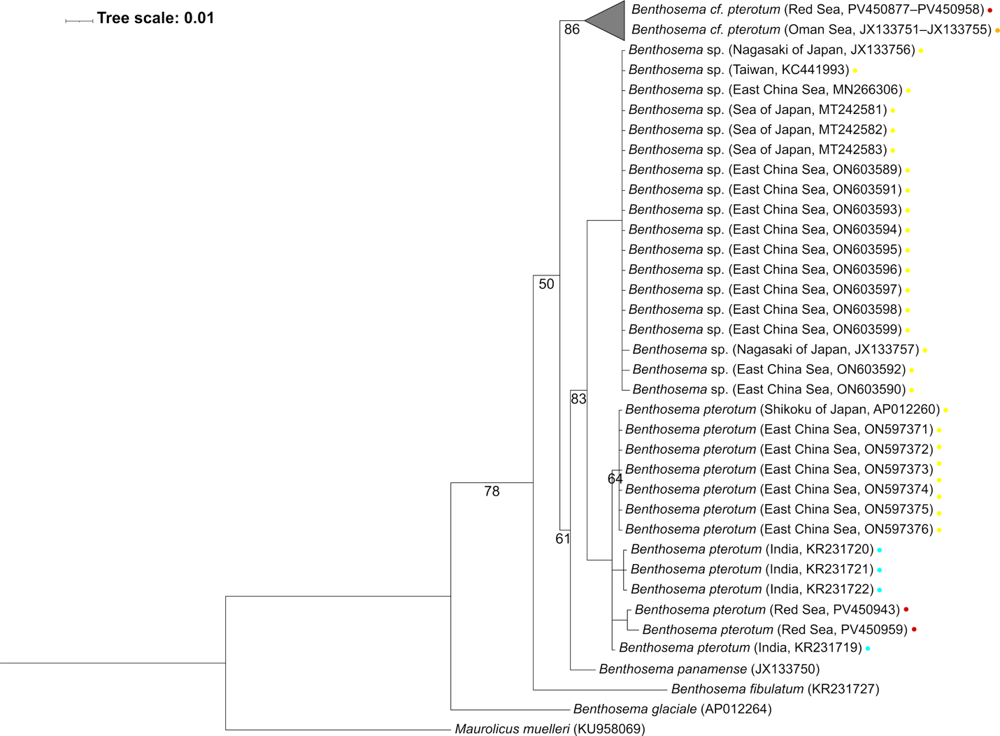 Tree scale: 0.01
Benthosema cf. pterotum (Red Sea, PV450877–PV450958)
86
Benthosema cf. pterotum (Oman Sea, JX133751–JX133755)
Benthosema sp. (Nagasaki of Japan, JX133756)
Benthosema sp. (Taiwan, KC441993)
Benthosema sp. (East China Sea, MN266306)
Benthosema sp. (Sea of Japan, MT242581)
Benthosema sp. (Sea of Japan, MT242582)
Benthosema sp. (Sea of Japan, MT242583)
Benthosema sp. (East China Sea, ON603589)
Benthosema sp. (East China Sea, ON603591)
Benthosema sp. (East China Sea, ON603593)
Benthosema sp. (East China Sea, ON603594)
Benthosema sp. (East China Sea, ON603595)
Benthosema sp. (East China Sea, ON603596)
50
Benthosema sp. (East China Sea, ON603597)
Benthosema sp. (East China Sea, ON603598)
Benthosema sp. (East China Sea, ON603599)
Benthosema sp. (Nagasaki of Japan, JX133757)
Benthosema sp. (East China Sea, ON603592)
Benthosema sp. (East China Sea, ON603590)
83
Benthosema pterotum (Shikoku of Japan, AP012260)
Benthosema pterotum (East China Sea, ON597371)
Benthosema pterotum (East China Sea, ON597372)
Benthosema pterotum (East China Sea, ON597373)
64
Benthosema pterotum (East China Sea, ON597374)
78
Benthosema pterotum (East China Sea, ON597375)
Benthosema pterotum (East China Sea, ON597376)
61
Benthosema pterotum (India, KR231720)
Benthosema pterotum (India, KR231721)
Benthosema pterotum (India, KR231722)
Benthosema pterotum (Red Sea, PV450943)
Benthosema pterotum (Red Sea, PV450959)
Benthosema pterotum (India, KR231719)
Benthosema panamense (JX133750)
Benthosema fibulatum (KR231727)
Benthosema glaciale (AP012264)
Maurolicus muelleri (KU958069)